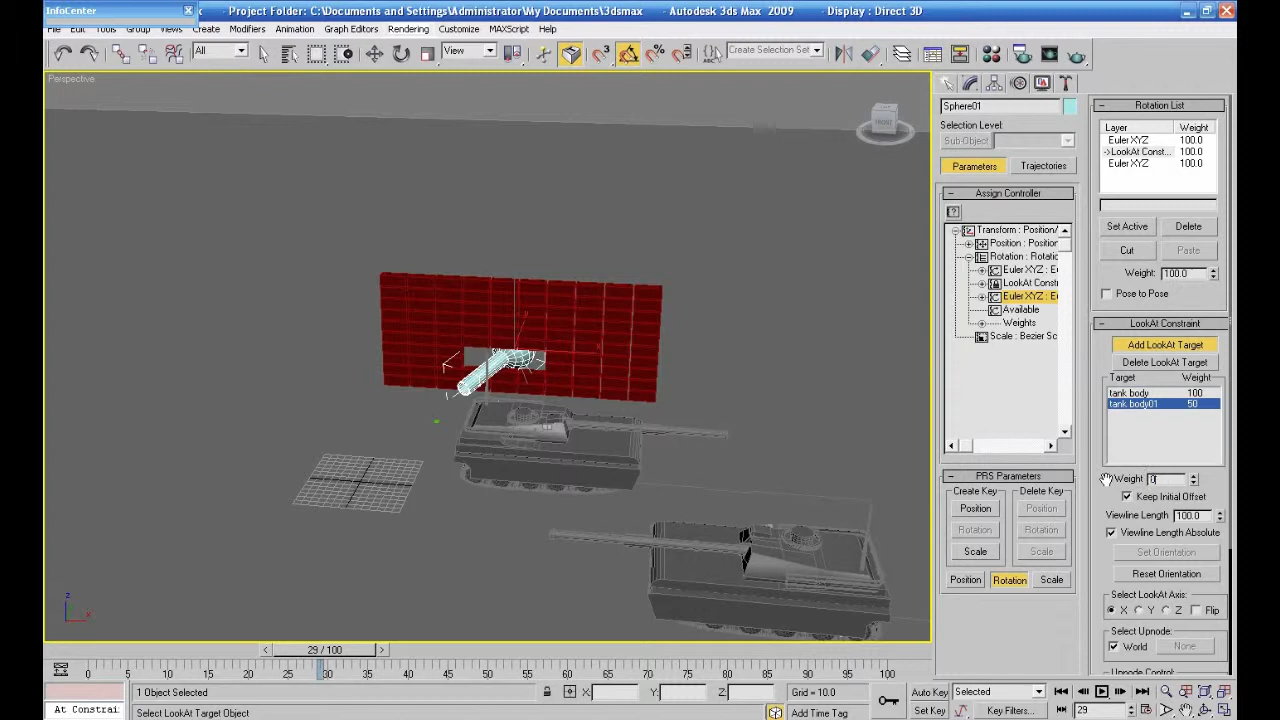 InfoCenter
- Project Folder: C:\Documents and Settings\Administrator\My Documents\3dsmax - Autodesk 3ds Max 2009 - Display : Direct 3D
File Edit Tools Group Views Create Modifiers Animation Graph Editors Rendering Customize MAXScript Help
All
View
Create Selection Set
Perspective
FRONT
Sphere01
Selection Level:
Sub-Object
Parameters
Trajectories
Assign Controller
Transform : Position/
Position : Position
Rotation : Rotatio
Euler XYZ : E
LookAt Constr
Euler XYZ : E
Available
Weights
Scale : Bezier Sc
PRS Parameters
Create Key
Delete Key
Position
Position
Rotation
Rotation
Scale
Scale
Position
Rotation
Scale
Rotation List
Layer Weight
Euler XYZ 100.0
->LookAt Const... 100.0
Euler XYZ 100.0
Set Active
Delete
Cut
Paste
Weight: 100.0
Pose to Pose
LookAt Constraint
Add LookAt Target
Delete LookAt Target
Target Weight
tank body 100
tank body01 50
Weight 0
Keep Initial Offset
Viewline Length 100.0
Viewline Length Absolute
Set Orientation
Reset Orientation
Select LookAt Axis:
X Y Z Flip
Select Upnode:
World None
Upnode Control
29 / 100
0 5 10 15 20 25 30 35 40 45 50 55 60 65 70 75 80 85 90 95 100
1 Object Selected
X: Y: Z:
Grid = 10.0
Auto Key
Selected
At Constrai
Select LookAt Target Object
Add Time Tag
Set Key
Key Filters...
29